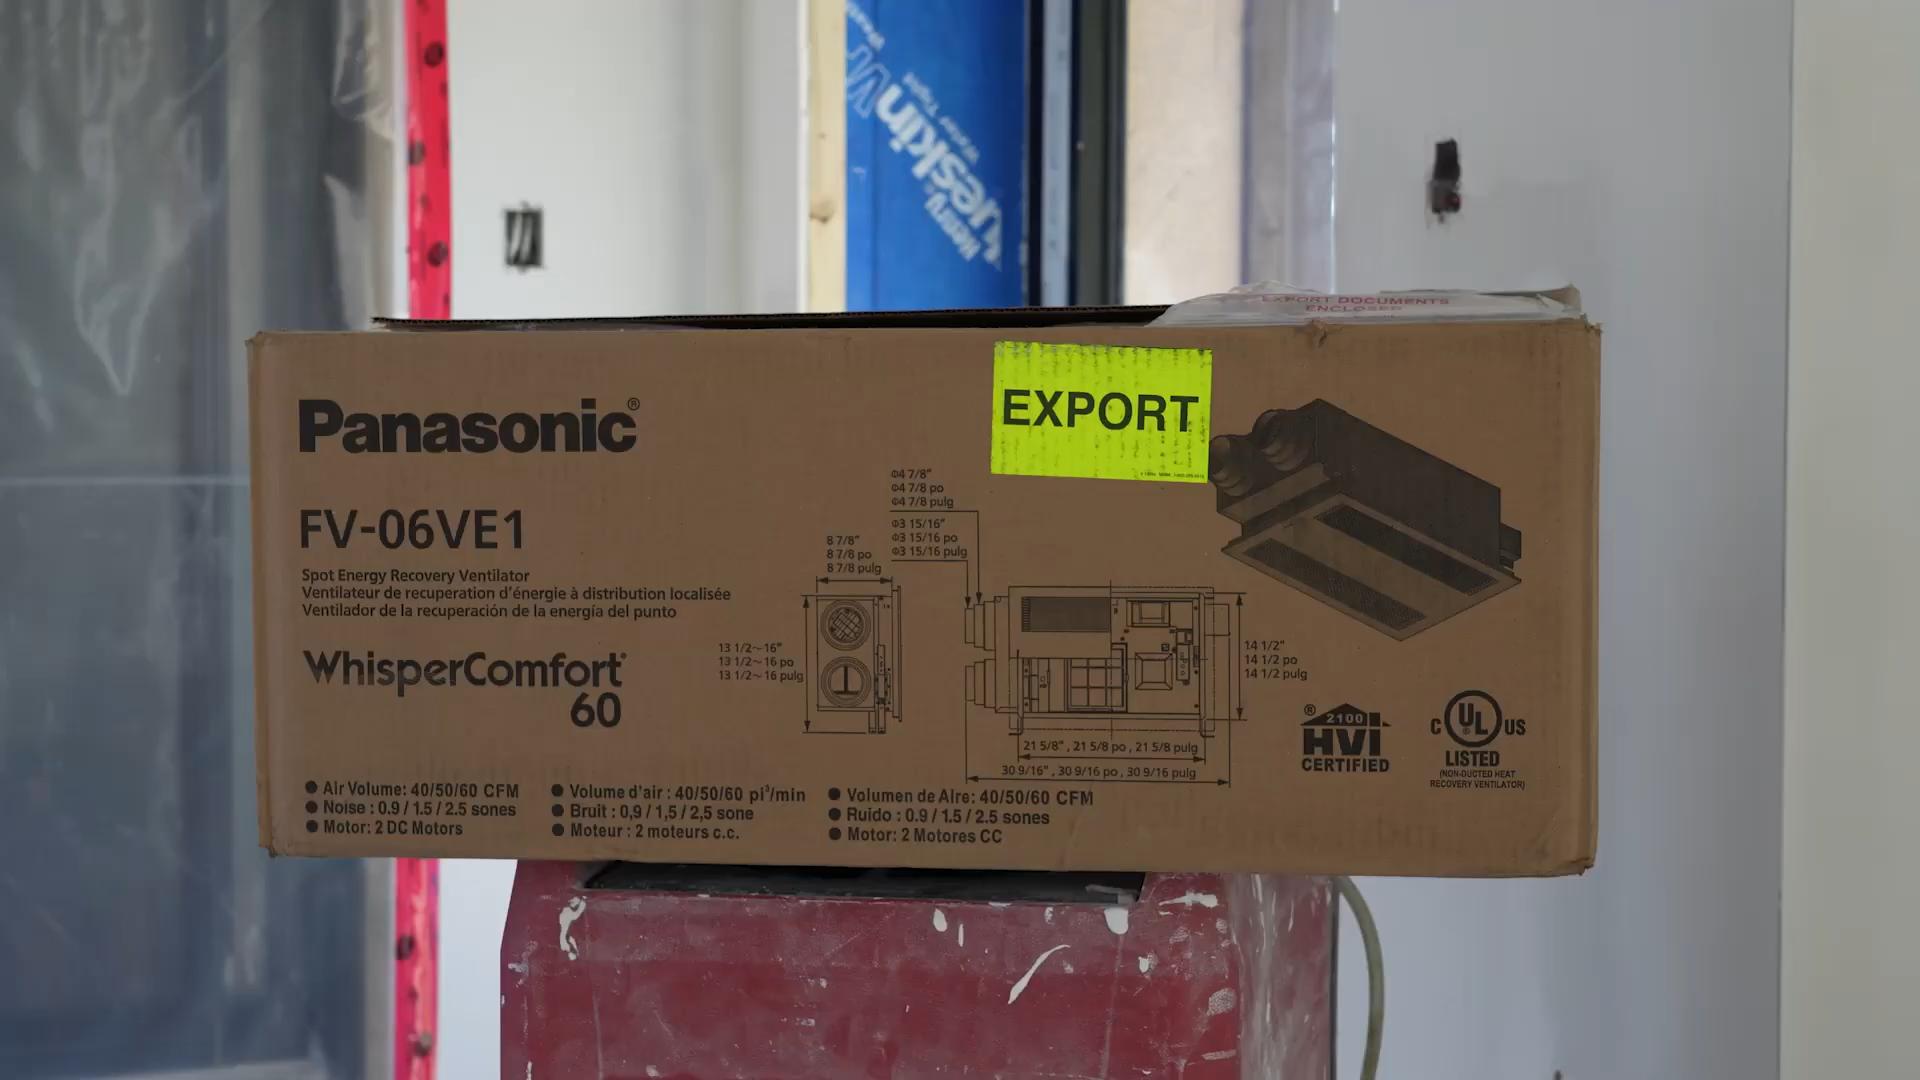 Henry
Blueskin
Water Tight
EXPORT DOCUMENTS
ENCLOSED
EXPORT
Panasonic®
FV-06VE1
Spot Energy Recovery Ventilator
Ventilateur de recuperation d'énergie à distribution localisée
Ventilador de la recuperación de la energía del punto
WhisperComfort®
60
Φ4 7/8"
Φ4 7/8 po
Φ4 7/8 pulg
Φ3 15/16"
Φ3 15/16 po
Φ3 15/16 pulg
8 7/8"
8 7/8 po
8 7/8 pulg
13 1/2~16"
13 1/2~16 po
13 1/2~16 pulg
14 1/2"
14 1/2 po
14 1/2 pulg
21 5/8", 21 5/8 po, 21 5/8 pulg
30 9/16", 30 9/16 po, 30 9/16 pulg
® 2100
HVI
CERTIFIED
C UL® US
LISTED
(NON-DUCTED HEAT
RECOVERY VENTILATOR)
● Air Volume: 40/50/60 CFM
● Noise : 0.9 / 1.5 / 2.5 sones
● Motor: 2 DC Motors
● Volume d'air : 40/50/60 pi³/min
● Bruit : 0,9 / 1,5 / 2,5 sone
● Moteur : 2 moteurs c.c.
● Volumen de Aire: 40/50/60 CFM
● Ruido : 0.9 / 1.5 / 2.5 sones
● Motor: 2 Motores CC